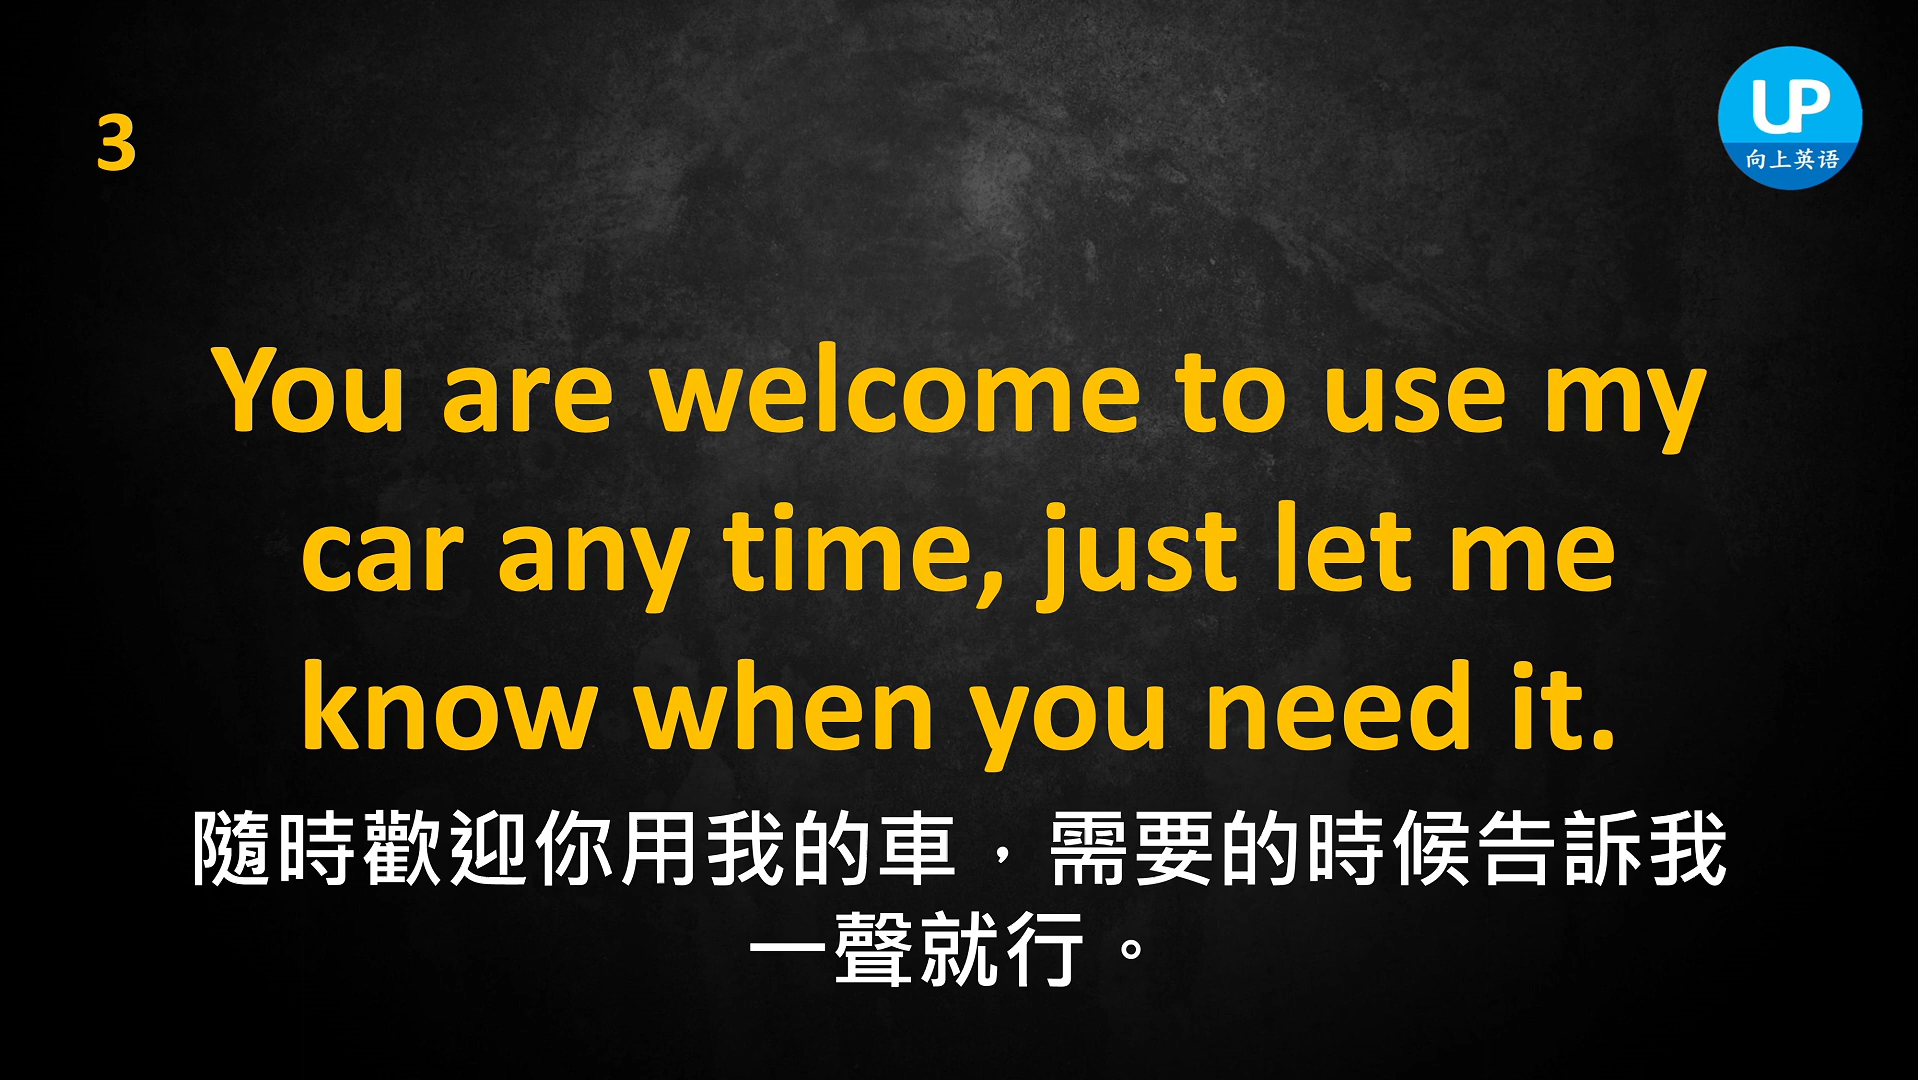 3
UP
向上英语
You are welcome to use my
car any time, just let me
know when you need it.
隨時歡迎你用我的車，需要的時候告訴我
一聲就行。